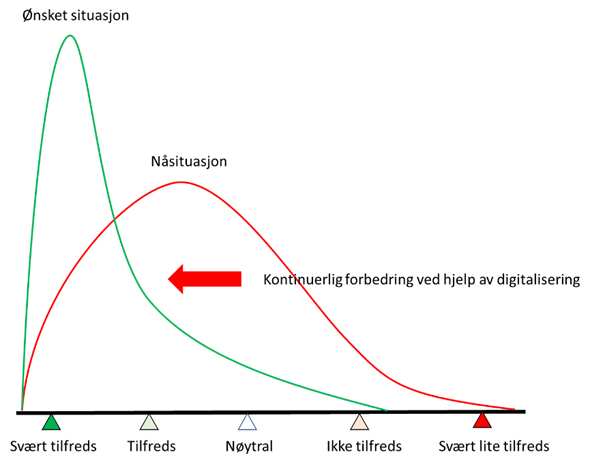 Ønsket situasjon
Nåsituasjon
Kontinuerlig forbedring ved hjelp av digitalisering
Svært tilfreds
Tilfreds
Nøytral
Ikke tilfreds
Svært lite tilfreds